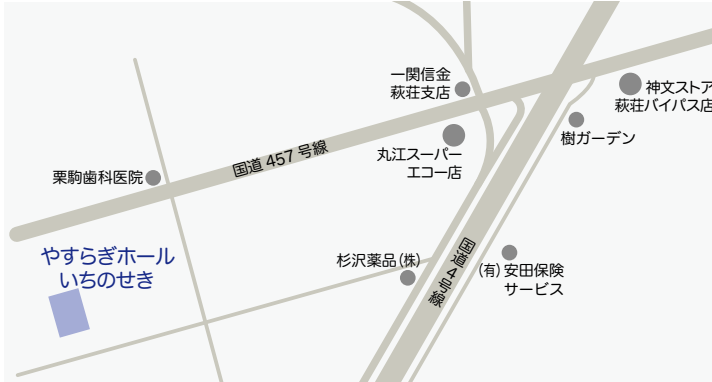 一関信金
萩荘支店
神文ストア
萩荘バイパス店
樹ガーデン
丸江スーパー
エコー店
国道457号線
栗駒歯科医院
やすらぎホール
いちのせき
杉沢薬品(株)
国道4号線
(有)安田保険
サービス